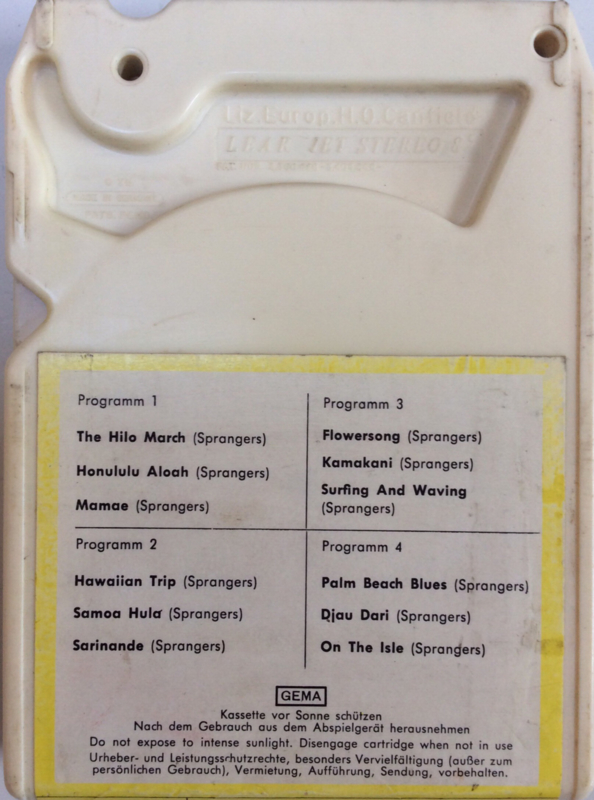 Liz. Europ. H.Q. Canfield
LEAR JET STEREO 8
Programm 1
The Hilo March (Sprangers)
Honululu Aloah (Sprangers)
Mamae (Sprangers)
Programm 2
Hawaiian Trip (Sprangers)
Samoa Hula (Sprangers)
Sarinande (Sprangers)
Programm 3
Flowersong (Sprangers)
Kamakani (Sprangers)
Surfing And Waving
(Sprangers)
Programm 4
Palm Beach Blues (Sprangers)
Djau Dari (Sprangers)
On The Isle (Sprangers)
GEMA
Kassette vor Sonne schützen
Nach dem Gebrauch aus dem Abspielgerät herausnehmen
Do not expose to intense sunlight. Disengage cartridge when not in use
Urheber- und Leistungsschutzrechte, besonders Vervielfältigung (außer zum
persönlichen Gebrauch), Vermietung, Aufführung, Sendung, vorbehalten.